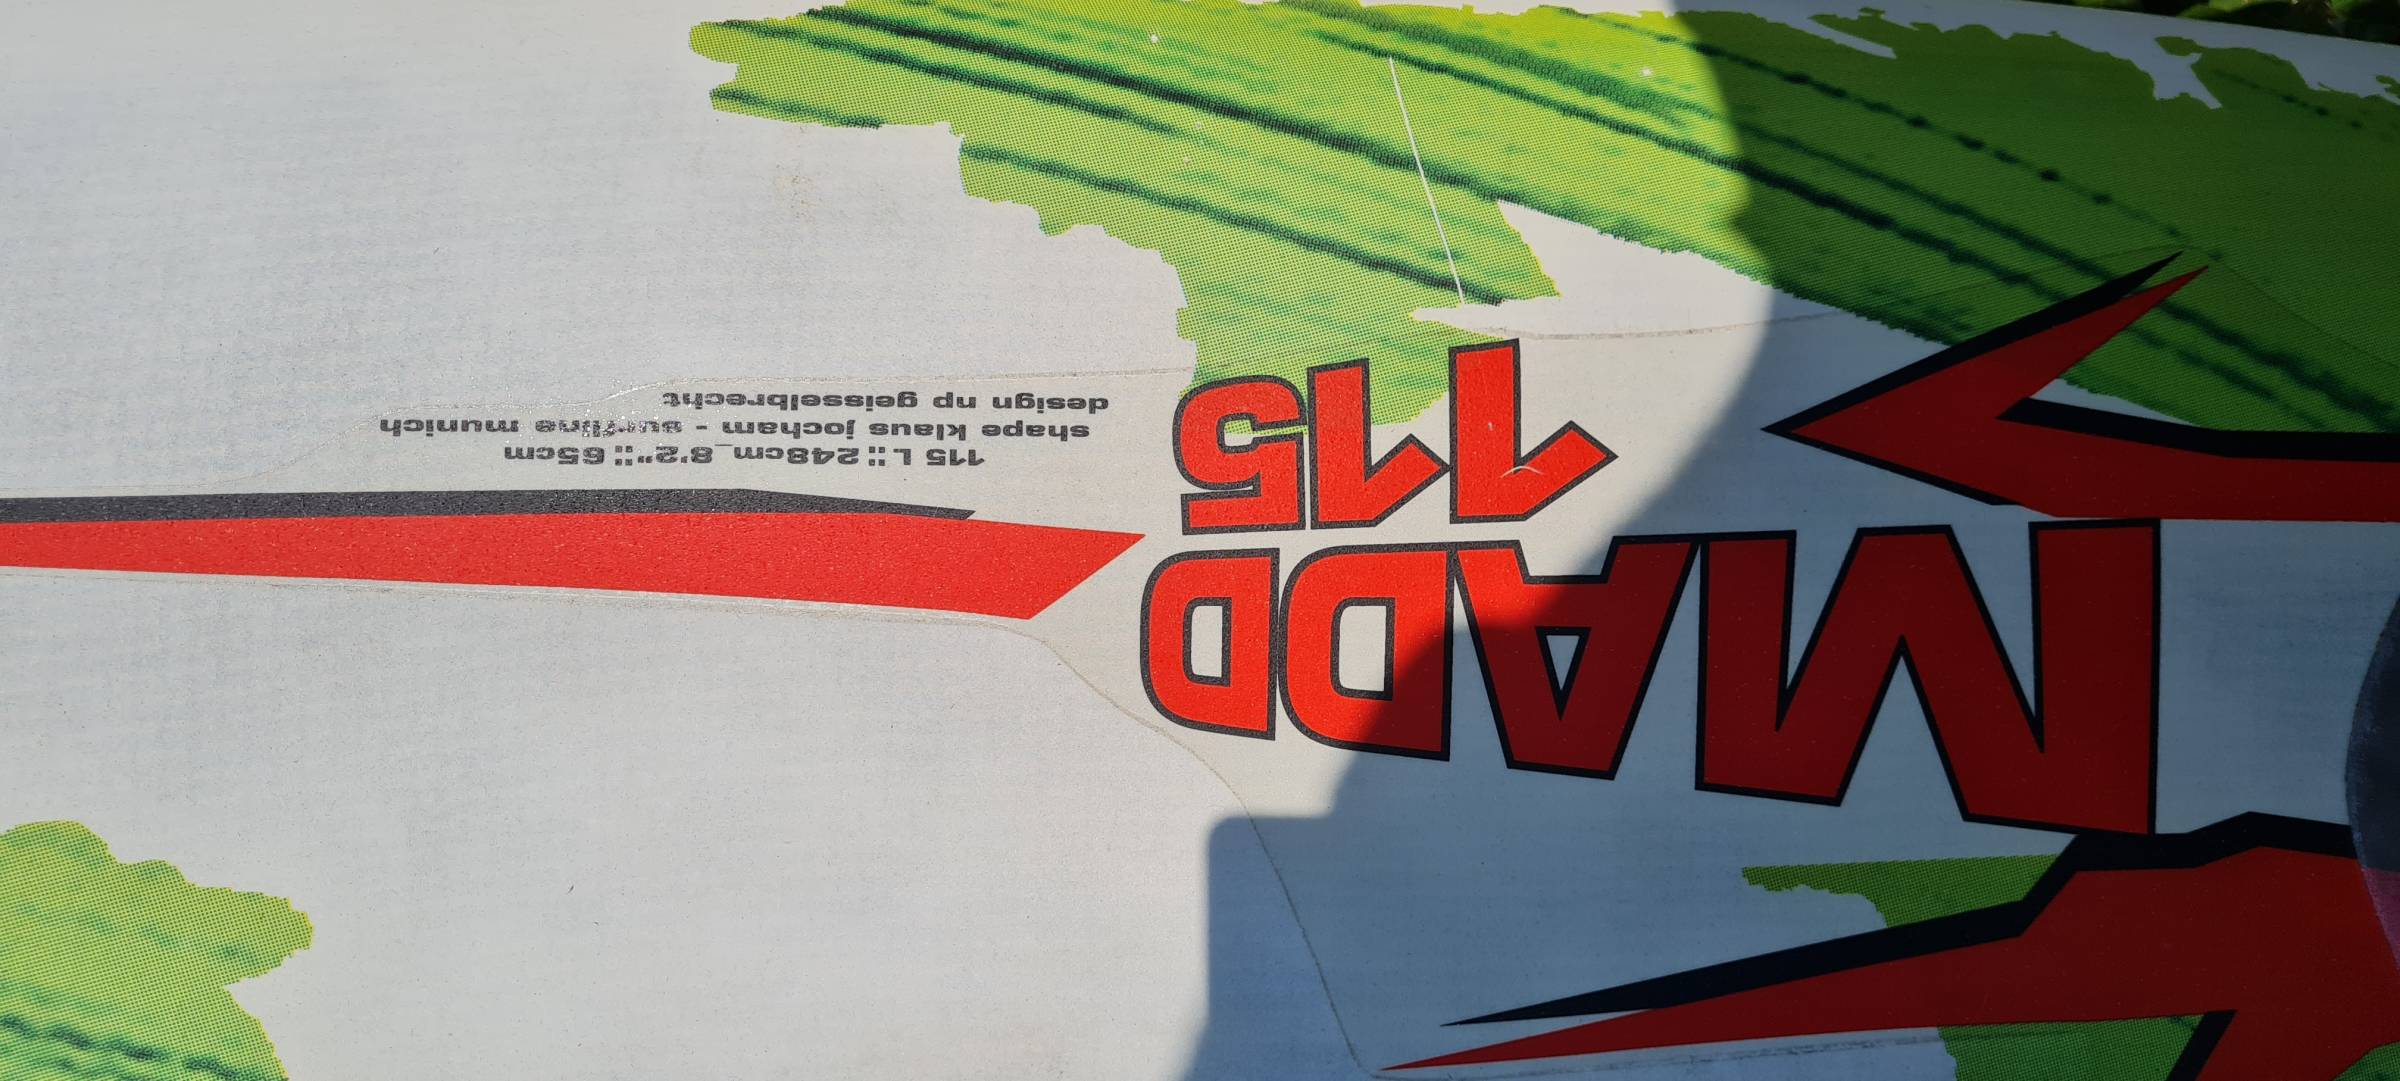 MADD
115
115 L :: 248cm_8'2":: 65cm
shape klaus jocham - surfline munich
design np geisselbrecht